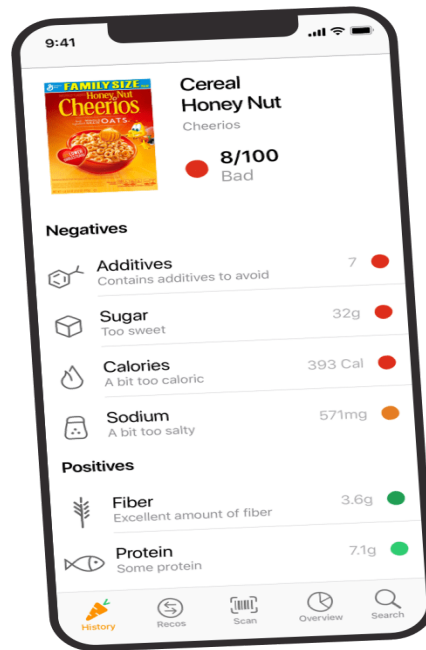 9:41
FAMILY SIZE
Honey Nut
Cheerios
OATS
Cereal
Honey Nut
Cheerios
8/100
Bad
Negatives
Additives 7
Contains additives to avoid
Sugar 32g
Too sweet
Calories 393 Cal
A bit too caloric
Sodium 571mg
A bit too salty
Positives
Fiber 3.6g
Excellent amount of fiber
Protein 7.1g
Some protein
History Recos Scan Overview Search